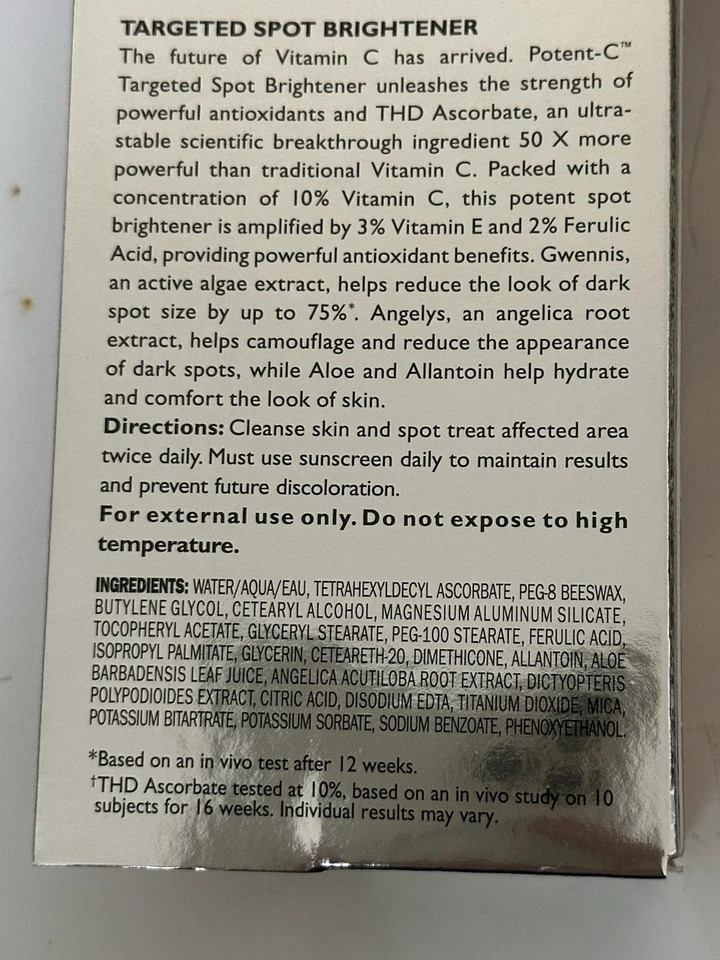 TARGETED SPOT BRIGHTENER
The future of Vitamin C has arrived. Potent-C™
Targeted Spot Brightener unleashes the strength of
powerful antioxidants and THD Ascorbate, an ultra-
stable scientific breakthrough ingredient 50 X more
powerful than traditional Vitamin C. Packed with a
concentration of 10% Vitamin C, this potent spot
brightener is amplified by 3% Vitamin E and 2% Ferulic
Acid, providing powerful antioxidant benefits. Gwennis,
an active algae extract, helps reduce the look of dark
spot size by up to 75%*. Angelys, an angelica root
extract, helps camouflage and reduce the appearance
of dark spots, while Aloe and Allantoin help hydrate
and comfort the look of skin.
Directions: Cleanse skin and spot treat affected area
twice daily. Must use sunscreen daily to maintain results
and prevent future discoloration.
For external use only. Do not expose to high
temperature.
INGREDIENTS: WATER/AQUA/EAU, TETRAHEXYLDECYL ASCORBATE, PEG-8 BEESWAX,
BUTYLENE GLYCOL, CETEARYL ALCOHOL, MAGNESIUM ALUMINUM SILICATE,
TOCOPHERYL ACETATE, GLYCERYL STEARATE, PEG-100 STEARATE, FERULIC ACID,
ISOPROPYL PALMITATE, GLYCERIN, CETEARETH-20, DIMETHICONE, ALLANTOIN, ALOE
BARBADENSIS LEAF JUICE, ANGELICA ACUTILOBA ROOT EXTRACT, DICTYOPTERIS
POLYPODIOIDES EXTRACT, CITRIC ACID, DISODIUM EDTA, TITANIUM DIOXIDE, MICA,
POTASSIUM BITARTRATE, POTASSIUM SORBATE, SODIUM BENZOATE, PHENOXYETHANOL.
*Based on an in vivo test after 12 weeks.
†THD Ascorbate tested at 10%, based on an in vivo study on 10
subjects for 16 weeks. Individual results may vary.